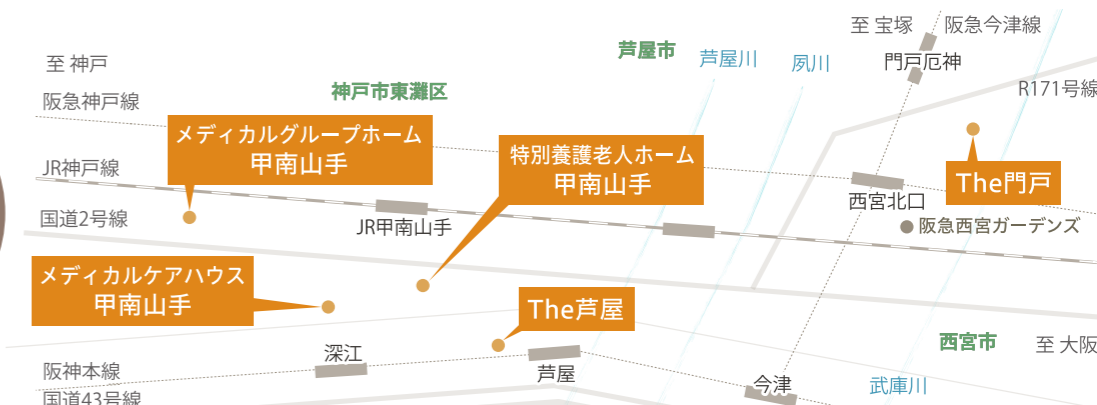 至 宝塚
阪急今津線
芦屋市
芦屋川
夙川
門戸厄神
至 神戸
R171号線
神戸市東灘区
阪急神戸線
メディカルグループホーム
甲南山手
特別養護老人ホーム
甲南山手
The門戸
JR神戸線
西宮北口
国道2号線
JR甲南山手
阪急西宮ガーデンズ
メディカルケアハウス
甲南山手
The芦屋
西宮市
至 大阪
深江
阪神本線
芦屋
今津
武庫川
国道43号線